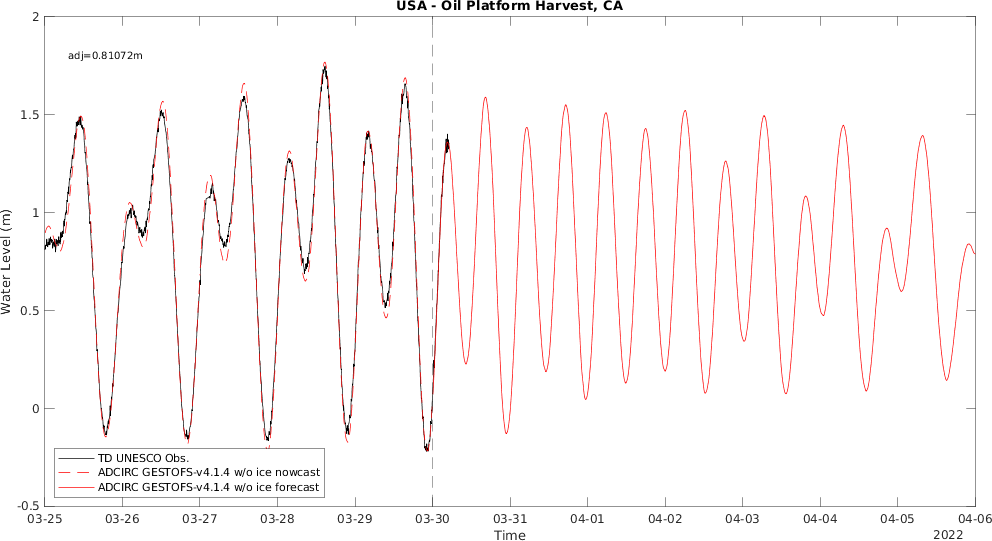 USA - Oil Platform Harvest, CA
adj=0.81072m
Water Level (m)
2
1.5
1
0.5
0
-0.5
TD UNESCO Obs.
ADCIRC GESTOFS-v4.1.4 w/o ice nowcast
ADCIRC GESTOFS-v4.1.4 w/o ice forecast
03-25 03-26 03-27 03-28 03-29 03-30 03-31 04-01 04-02 04-03 04-04 04-05 04-06
Time
2022